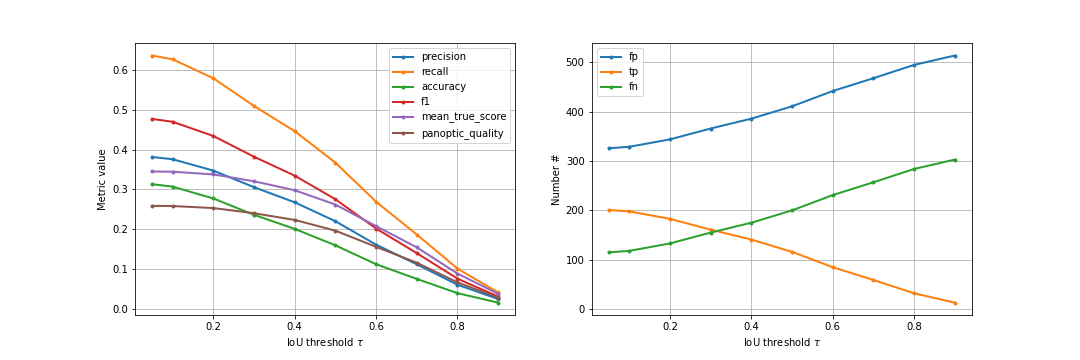 0.6
0.5
0.4
0.3
0.2
0.1
0.0
Metric value
0.2
0.4
0.6
0.8
IoU threshold τ
precision
recall
accuracy
f1
mean_true_score
panoptic_quality
500
400
300
200
100
0
Number #
0.2
0.4
0.6
0.8
IoU threshold τ
fp
tp
fn